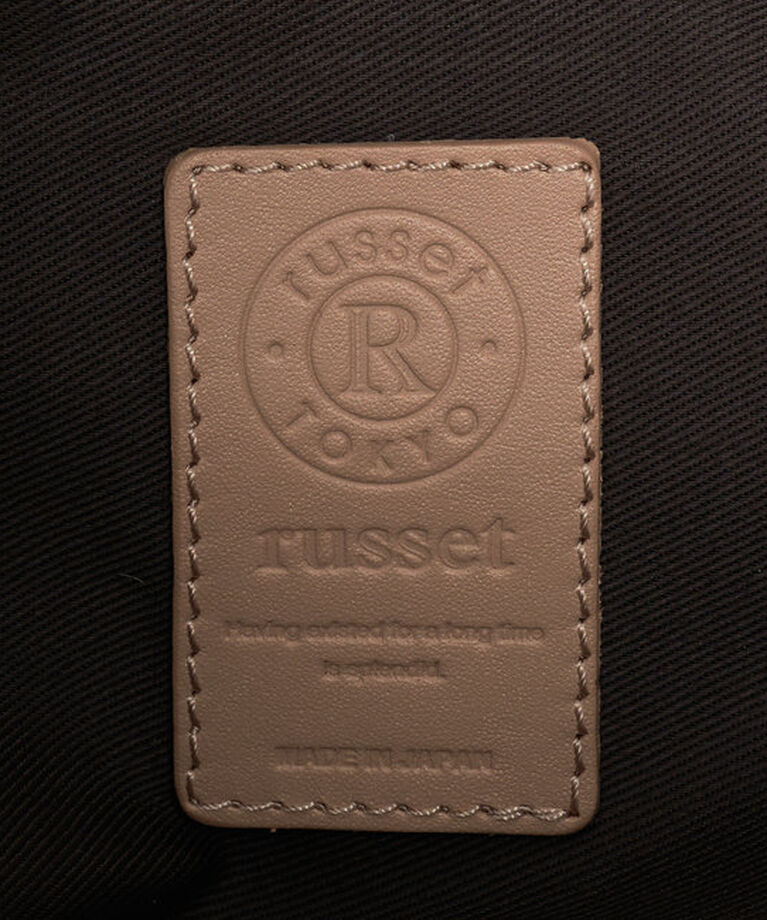 russet
R
TOKYO
russet
Having existed for a long time
is splendid.
MADE IN JAPAN